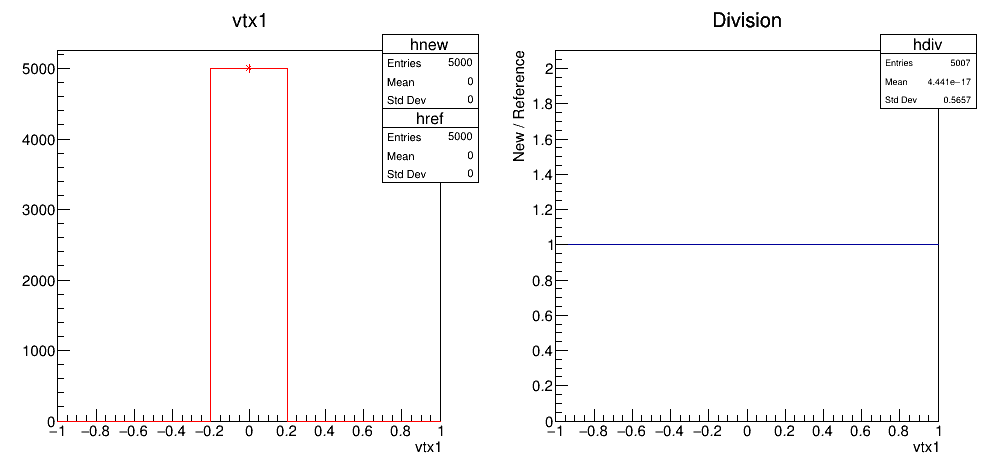 vtx1
hnew
Entries 5000
Mean 0
Std Dev 0
href
Entries 5000
Mean 0
Std Dev 0
5000
4000
3000
2000
1000
0
−1 −0.8 −0.6 −0.4 −0.2 0 0.2 0.4 0.6 0.8 1
vtx1
Division
hdiv
Entries 5007
Mean 4.441e−17
Std Dev 0.5657
New / Reference
2
1.8
1.6
1.4
1.2
1
0.8
0.6
0.4
0.2
0
−1 −0.8 −0.6 −0.4 −0.2 0 0.2 0.4 0.6 0.8 1
vtx1